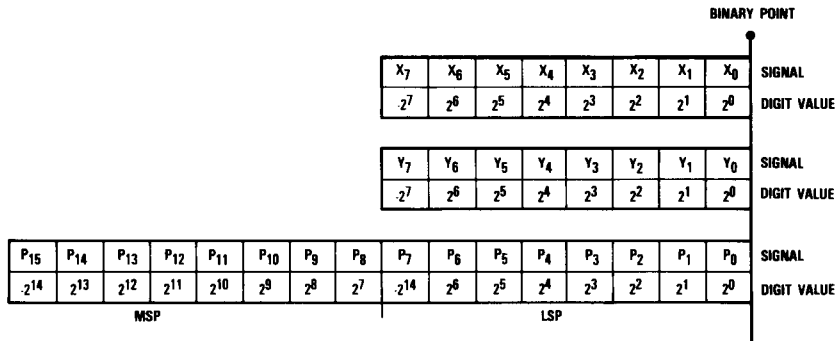 BINARY POINT
X7 X6 X5 X4 X3 X2 X1 X0 SIGNAL
-2^7 2^6 2^5 2^4 2^3 2^2 2^1 2^0 DIGIT VALUE
Y7 Y6 Y5 Y4 Y3 Y2 Y1 Y0 SIGNAL
-2^7 2^6 2^5 2^4 2^3 2^2 2^1 2^0 DIGIT VALUE
P15 P14 P13 P12 P11 P10 P9 P8 P7 P6 P5 P4 P3 P2 P1 P0 SIGNAL
-2^14 2^13 2^12 2^11 2^10 2^9 2^8 2^7 -2^14 2^6 2^5 2^4 2^3 2^2 2^1 2^0 DIGIT VALUE
MSP LSP